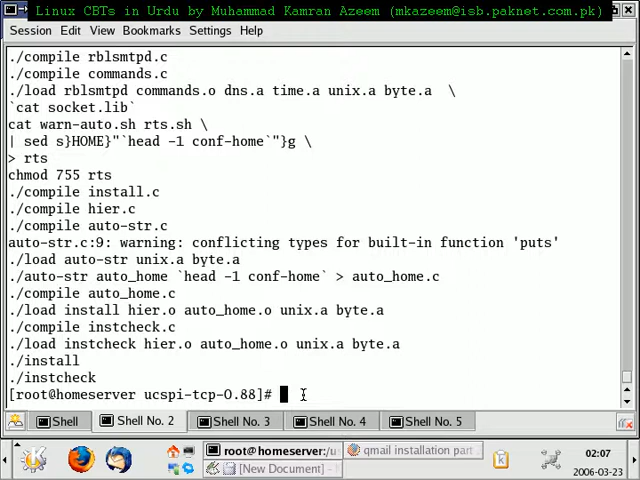 Linux CBTs in Urdu by Muhammad Kamran Azeem (mkazeem@isb.paknet.com.pk)
Session Edit View Bookmarks Settings Help
./compile rblsmtpd.c
./compile commands.c
./load rblsmtpd commands.o dns.a time.a unix.a byte.a  \
`cat socket.lib`
cat warn-auto.sh rts.sh \
| sed s}HOME}"`head -1 conf-home`"}g \
> rts
chmod 755 rts
./compile install.c
./compile hier.c
./compile auto-str.c
auto-str.c:9: warning: conflicting types for built-in function 'puts'
./load auto-str unix.a byte.a
./auto-str auto_home `head -1 conf-home` > auto_home.c
./compile auto_home.c
./load install hier.o auto_home.o unix.a byte.a
./compile instcheck.c
./load instcheck hier.o auto_home.o unix.a byte.a
./install
./instcheck
[root@homeserver ucspi-tcp-0.88]#
Shell Shell No. 2 Shell No. 3 Shell No. 4 Shell No. 5
root@homeserver:/us qmail installation part
[New Document] -
02:07
2006-03-23